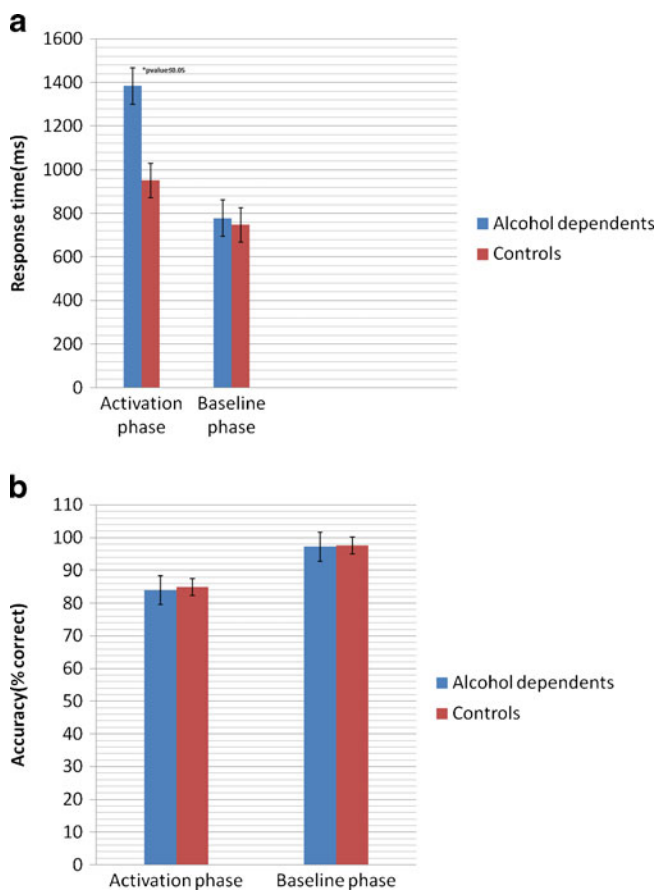 a
1600
1400
1200
1000
800
600
400
200
0
Response time(ms)
*pvalue≤0.05
Activation phase
Baseline phase
Alcohol dependents
Controls
b
110
100
90
80
70
60
50
40
30
20
10
0
Accuracy(% correct)
Activation phase
Baseline phase
Alcohol dependents
Controls